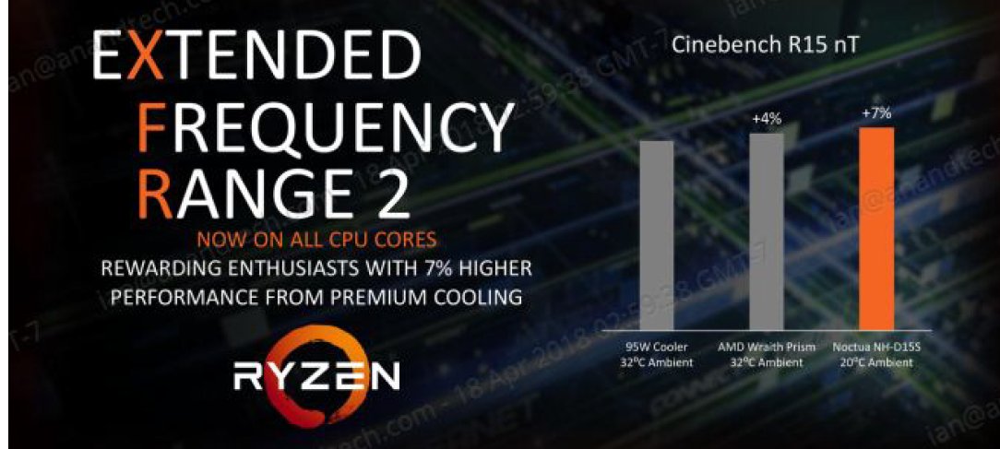 EXTENDED
FREQUENCY
RANGE 2
NOW ON ALL CPU CORES
REWARDING ENTHUSIASTS WITH 7% HIGHER
PERFORMANCE FROM PREMIUM COOLING
RYZEN
Cinebench R15 nT
+4%
+7%
95W Cooler
32°C Ambient
AMD Wraith Prism
32°C Ambient
Noctua NH-D15S
20°C Ambient